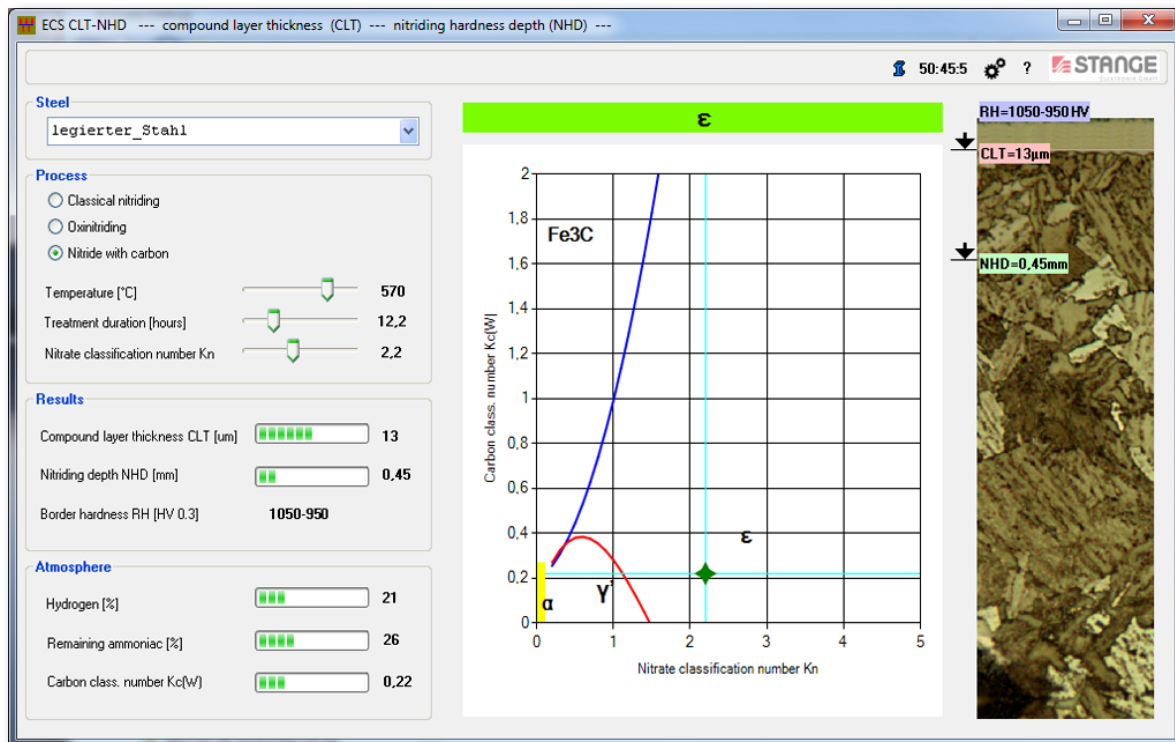 ECS CLT-NHD --- compound layer thickness (CLT) --- nitriding hardness depth (NHD) ---
50:45:5 ? STANGE
Steel
legierter_Stahl
Process
Classical nitriding
Oxinitriding
Nitride with carbon
Temperature [°C] 570
Treatment duration [hours] 12,2
Nitrate classification number Kn 2,2
Results
Compound layer thickness CLT [um] 13
Nitriding depth NHD [mm] 0,45
Border hardness RH [HV 0.3] 1050-950
Atmosphere
Hydrogen [%] 21
Remaining ammoniac [%] 26
Carbon class. number Kc(W) 0,22
ε
Carbon class. number Kc[W]
2
1,8
1,6
1,4
1,2
1
0,8
0,6
0,4
0,2
0
Fe3C
ε
γ'
α
0 1 2 3 4 5
Nitrate classification number Kn
RH=1050-950 HV
CLT=13µm
NHD=0,45mm